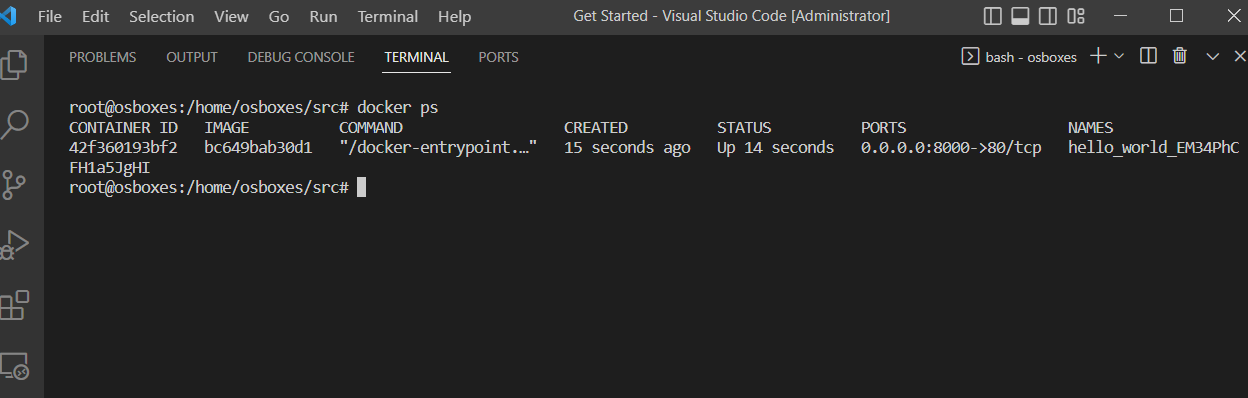 File Edit Selection View Go Run Terminal Help Get Started - Visual Studio Code [Administrator]
PROBLEMS OUTPUT DEBUG CONSOLE TERMINAL PORTS bash - osboxes
root@osboxes:/home/osboxes/src# docker ps
CONTAINER ID IMAGE COMMAND CREATED STATUS PORTS NAMES
42f360193bf2 bc649bab30d1 "/docker-entrypoint.…" 15 seconds ago Up 14 seconds 0.0.0.0:8000->80/tcp hello_world_EM34PhC
FH1a5JgHI
root@osboxes:/home/osboxes/src#